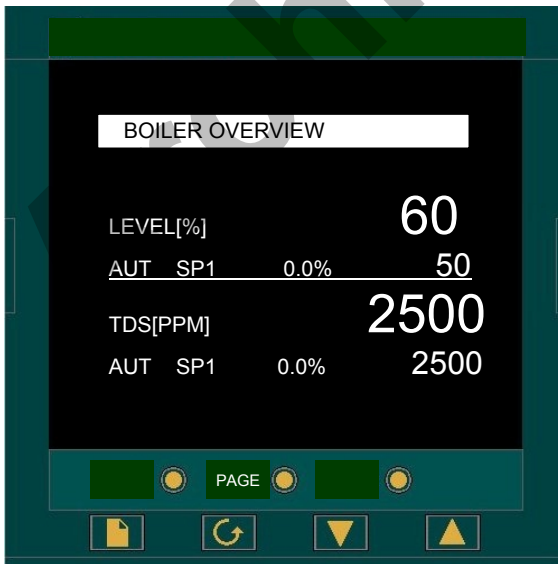 BOILER OVERVIEW
LEVEL[%] 60
AUT SP1 0.0% 50
TDS[PPM] 2500
AUT SP1 0.0% 2500
PAGE